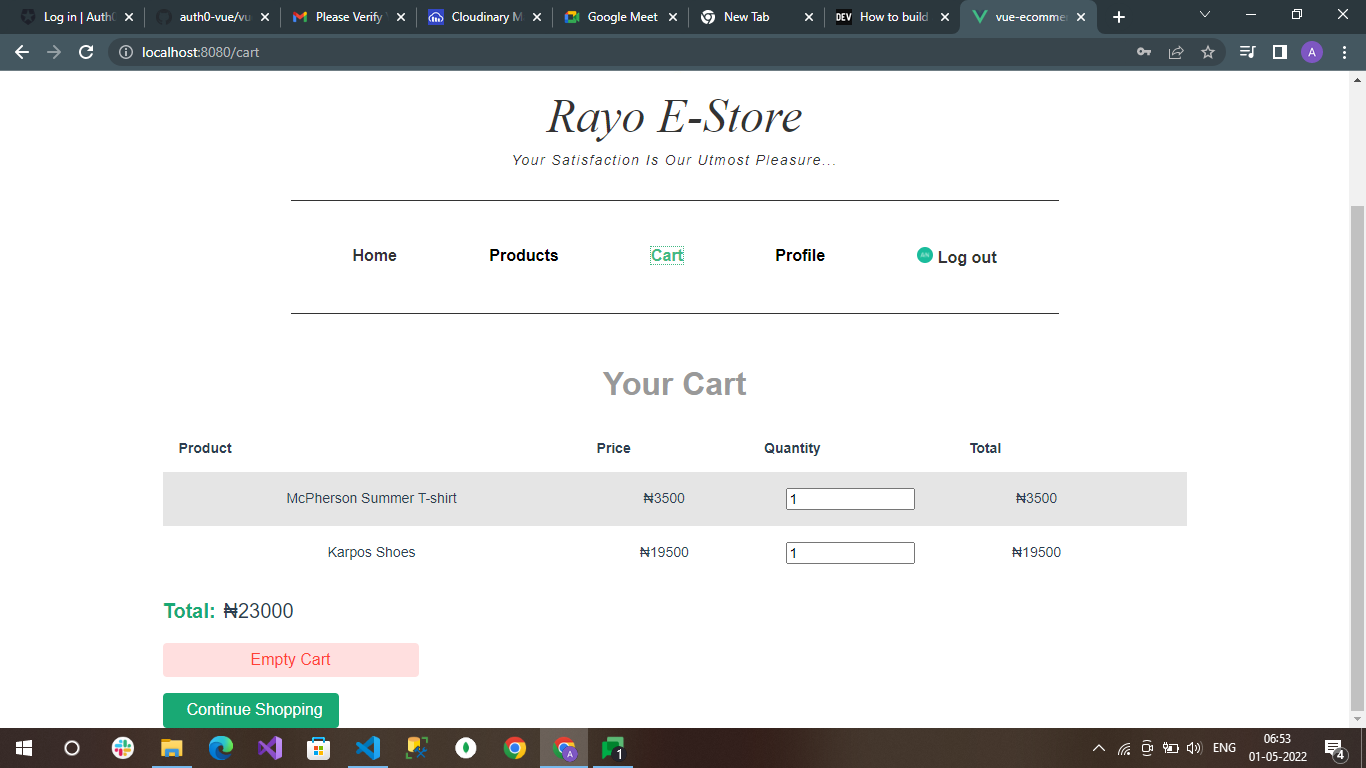 Log in | Auth0
auth0-vue/vu
Please Verify
Cloudinary M
Google Meet
New Tab
DEV How to build
vue-ecomme
localhost:8080/cart
A
Rayo E-Store
Your Satisfaction Is Our Utmost Pleasure...
Home Products Cart Profile Log out
Your Cart
Product Price Quantity Total
McPherson Summer T-shirt ₦3500 1 ₦3500
Karpos Shoes ₦19500 1 ₦19500
Total: ₦23000
Empty Cart
Continue Shopping
A
1
ENG
06:53
01-05-2022
4